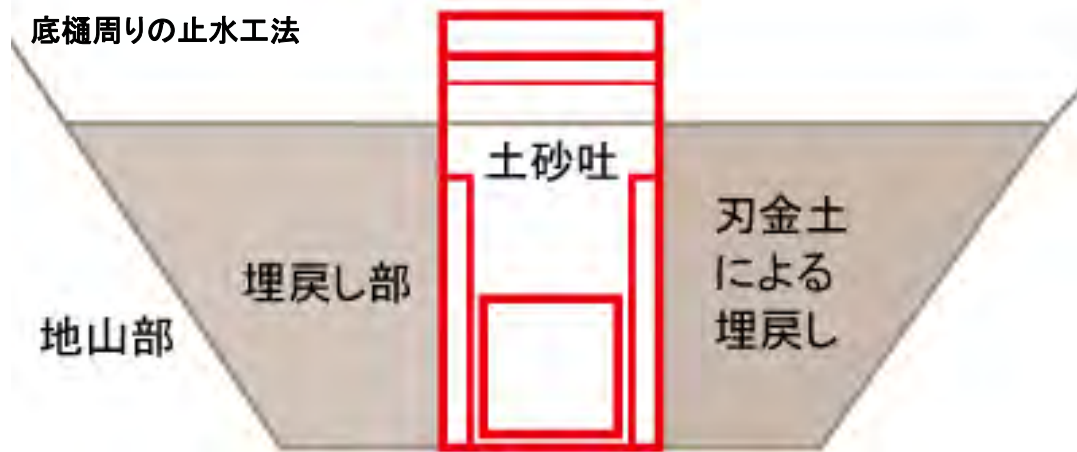 底樋周りの止水工法
土砂吐
刃金土
による
埋戻し
埋戻し部
地山部